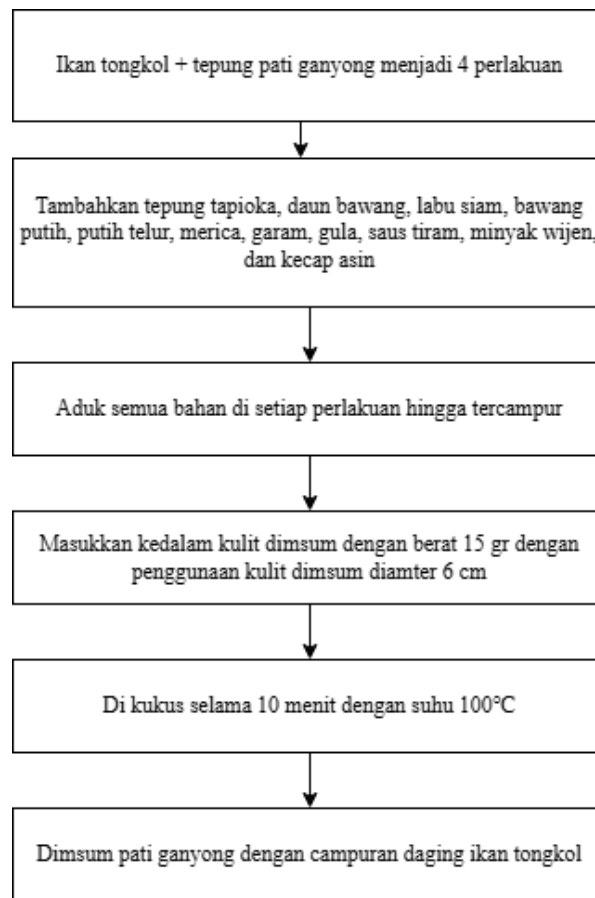 Ikan tongkol + tepung pati ganyong menjadi 4 perlakuan
Tambahkan tepung tapioka, daun bawang, labu siam, bawang
putih, putih telur, merica, garam, gula, saus tiram, minyak wijen,
dan kecap asin
Aduk semua bahan di setiap perlakuan hingga tercampur
Masukkan kedalam kulit dimsum dengan berat 15 gr dengan
penggunaan kulit dimsum diamter 6 cm
Di kukus selama 10 menit dengan suhu 100°C
Dimsum pati ganyong dengan campuran daging ikan tongkol